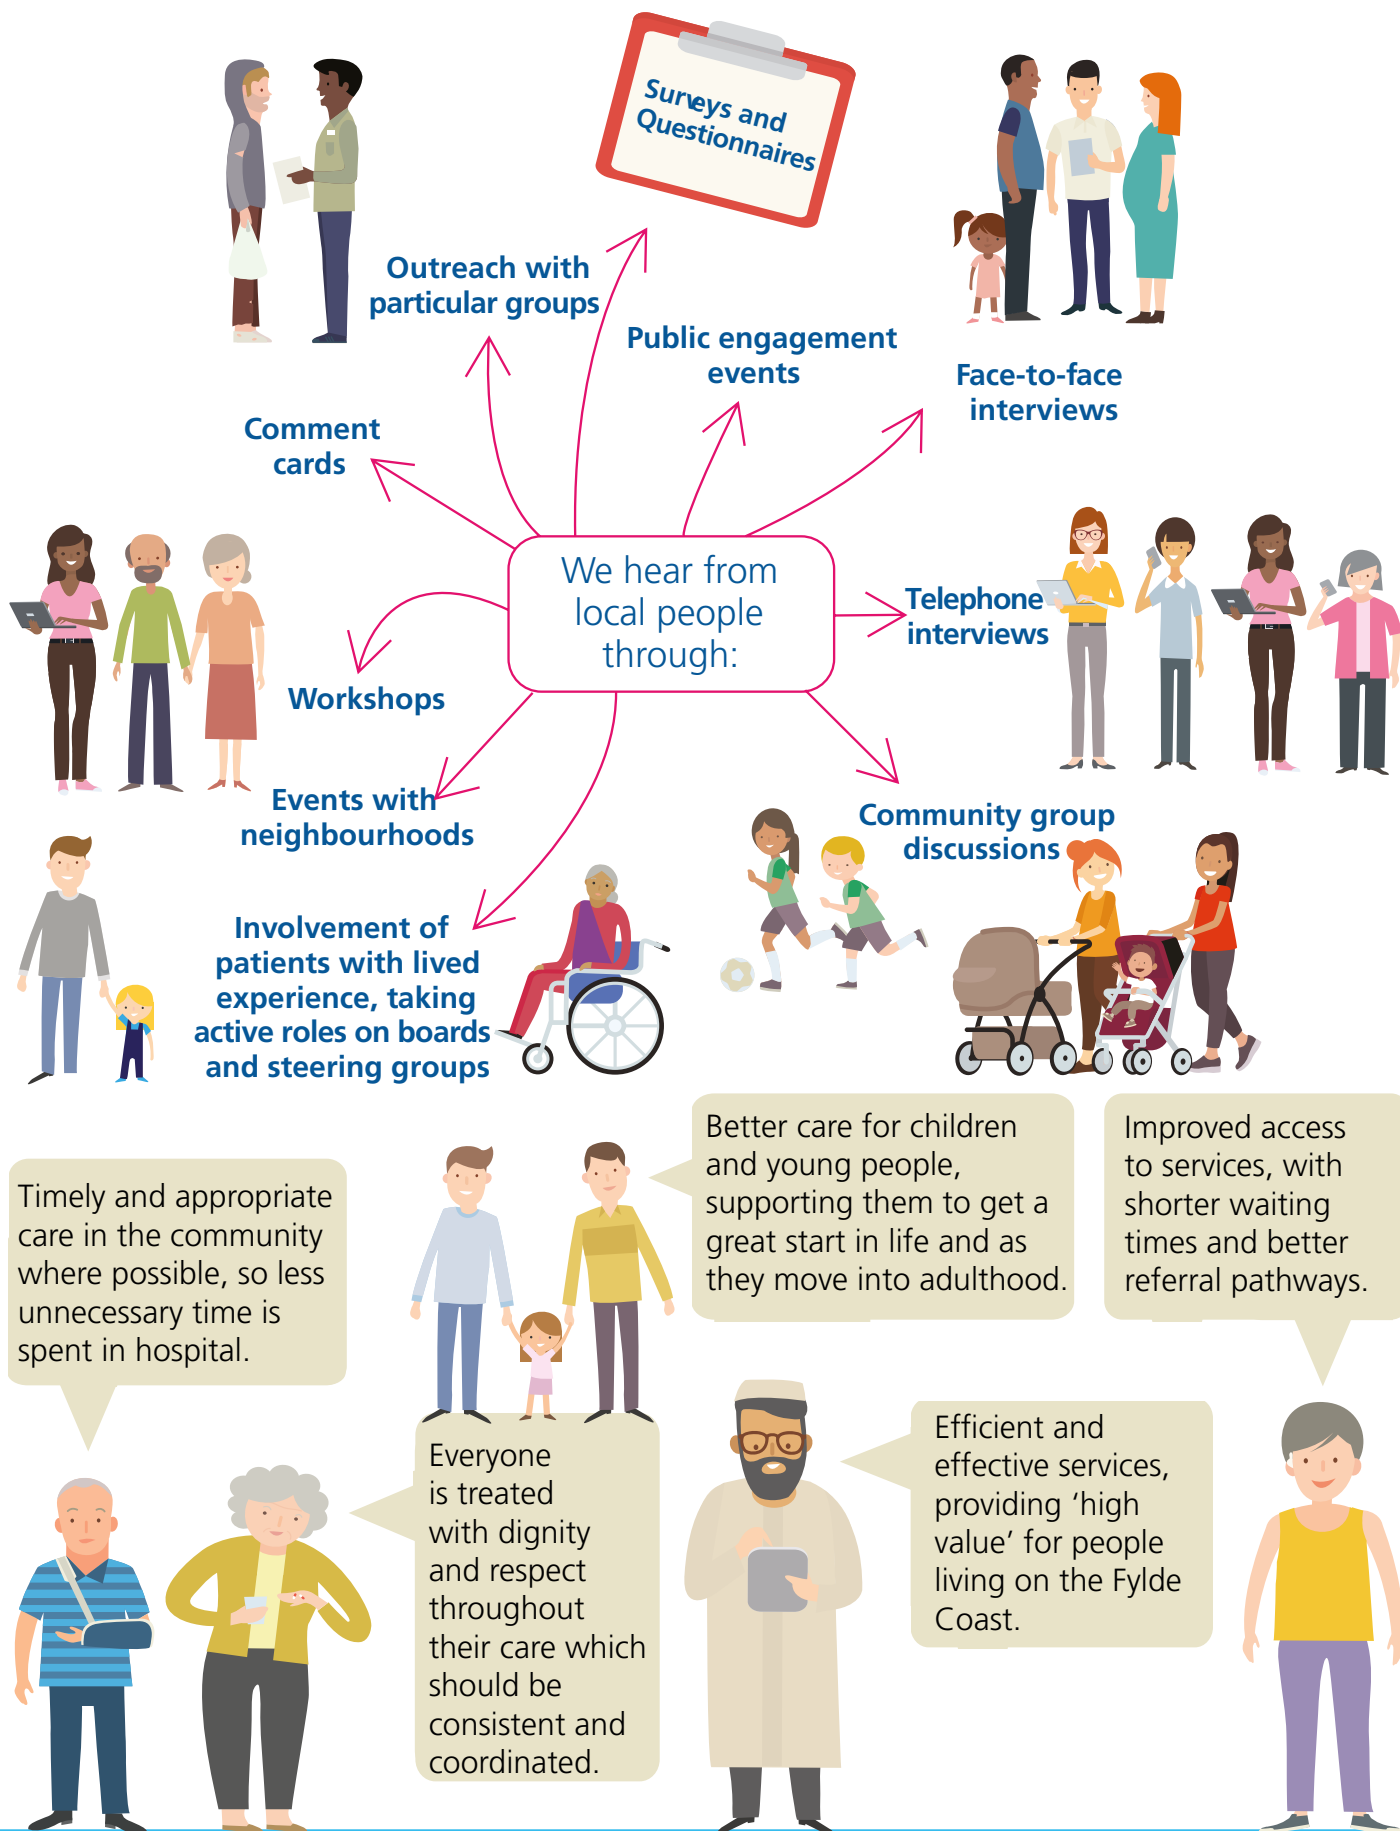 Surveys and
Questionnaires
Outreach with
particular groups
Public engagement
events
Face-to-face
interviews
Comment
cards
We hear from
local people
through:
Telephone
interviews
Workshops
Events with
neighbourhoods
Community group
discussions
Involvement of
patients with lived
experience, taking
active roles on boards
and steering groups
Timely and appropriate
care in the community
where possible, so less
unnecessary time is
spent in hospital.
Better care for children
and young people,
supporting them to get a
great start in life and as
they move into adulthood.
Improved access
to services, with
shorter waiting
times and better
referral pathways.
Everyone
is treated
with dignity
and respect
throughout
their care which
should be
consistent and
coordinated.
Efficient and
effective services,
providing ‘high
value’ for people
living on the Fylde
Coast.